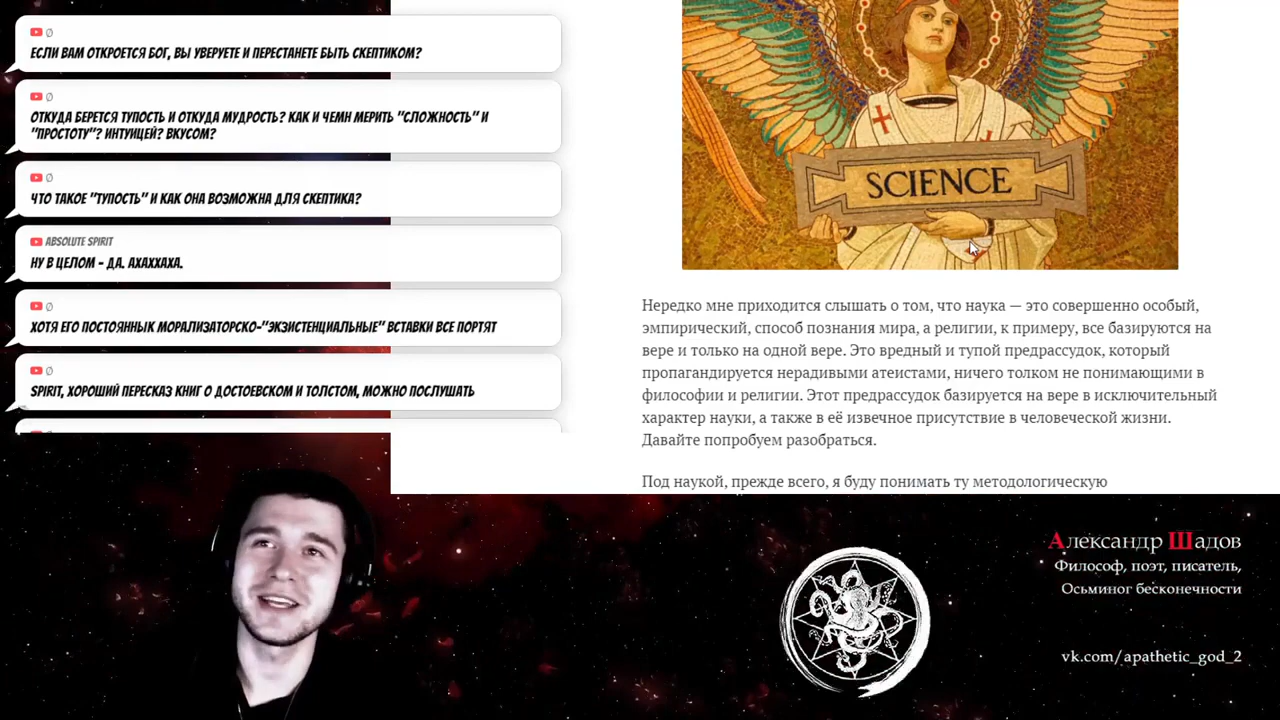 Ø
ЕСЛИ ВАМ ОТКРОЕТСЯ БОГ, ВЫ УВЕРУЕТЕ И ПЕРЕСТАНЕТЕ БЫТЬ СКЕПТИКОМ?
Ø
ОТКУДА БЕРЕТСЯ ТУПОСТЬ И ОТКУДА МУДРОСТЬ? КАК И ЧЕМН МЕРИТЬ "СЛОЖНОСТЬ" И
"ПРОСТОТУ"? ИНТУИЦЕЙ? ВКУСОМ?
Ø
ЧТО ТАКОЕ "ТУПОСТЬ" И КАК ОНА ВОЗМОЖНА ДЛЯ СКЕПТИКА?
ABSOLUTE SPIRIT
НУ В ЦЕЛОМ - ДА. АХАХХАХА.
Ø
ХОТЯ ЕГО ПОСТОЯННЫК МОРАЛИЗАТОРСКО-"ЭКЗИСТЕНЦИАЛЬНЫЕ" ВСТАВКИ ВСЕ ПОРТЯТ
Ø
SPIRIT, ХОРОШИЙ ПЕРЕСКАЗ КНИГ О ДОСТОЕВСКОМ И ТОЛСТОМ, МОЖНО ПОСЛУШАТЬ
SCIENCE
Нередко мне приходится слышать о том, что наука — это совершенно особый,
эмпирический, способ познания мира, а религии, к примеру, все базируются на
вере и только на одной вере. Это вредный и тупой предрассудок, который
пропагандируется нерадивыми атеистами, ничего толком не понимающими в
философии и религии. Этот предрассудок базируется на вере в исключительный
характер науки, а также в её извечное присутствие в человеческой жизни.
Давайте попробуем разобраться.
Под наукой, прежде всего, я буду понимать ту методологическую
Александр Шадов
Философ, поэт, писатель,
Осьминог бесконечности
vk.com/apathetic_god_2